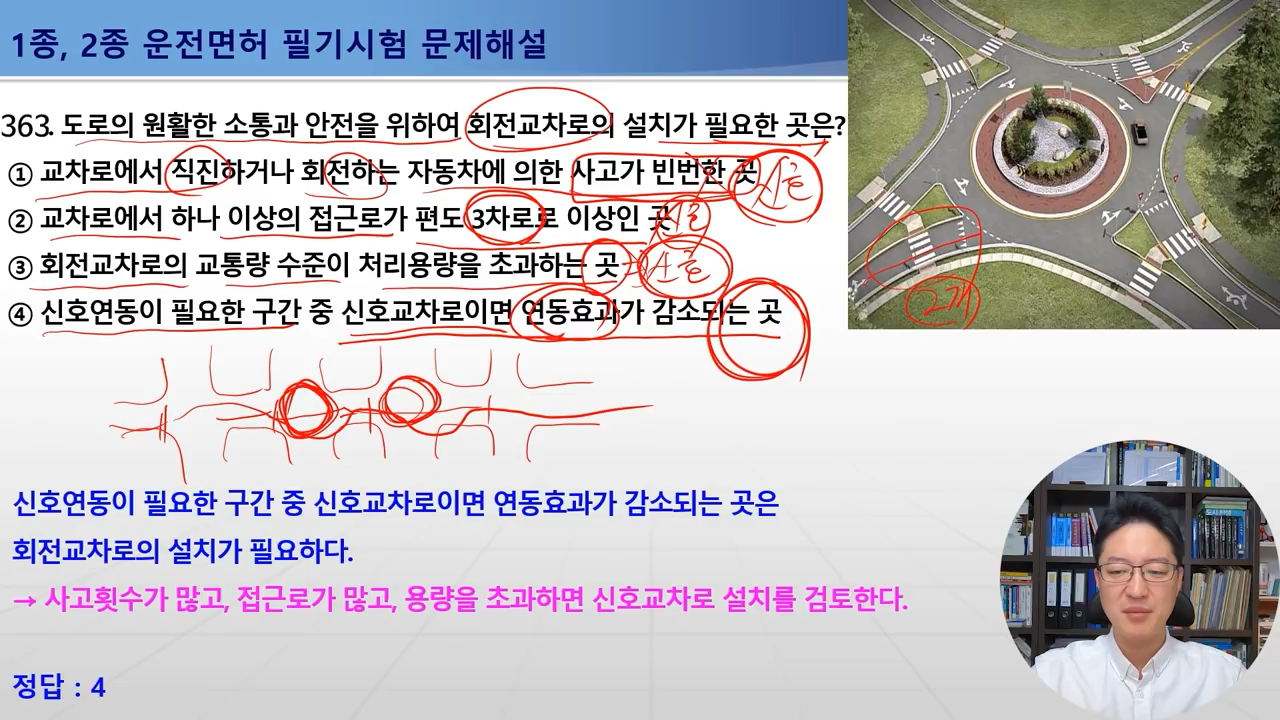 1종, 2종 운전면허 필기시험 문제해설
363. 도로의 원활한 소통과 안전을 위하여 회전교차로의 설치가 필요한 곳은?
① 교차로에서 직진하거나 회전하는 자동차에 의한 사고가 빈번한 곳
② 교차로에서 하나 이상의 접근로가 편도 3차로로 이상인 곳
③ 회전교차로의 교통량 수준이 처리용량을 초과하는 곳
④ 신호연동이 필요한 구간 중 신호교차로이면 연동효과가 감소되는 곳
2개
신호연동이 필요한 구간 중 신호교차로이면 연동효과가 감소되는 곳은
회전교차로의 설치가 필요하다.
→ 사고횟수가 많고, 접근로가 많고, 용량을 초과하면 신호교차로 설치를 검토한다.
정답 : 4